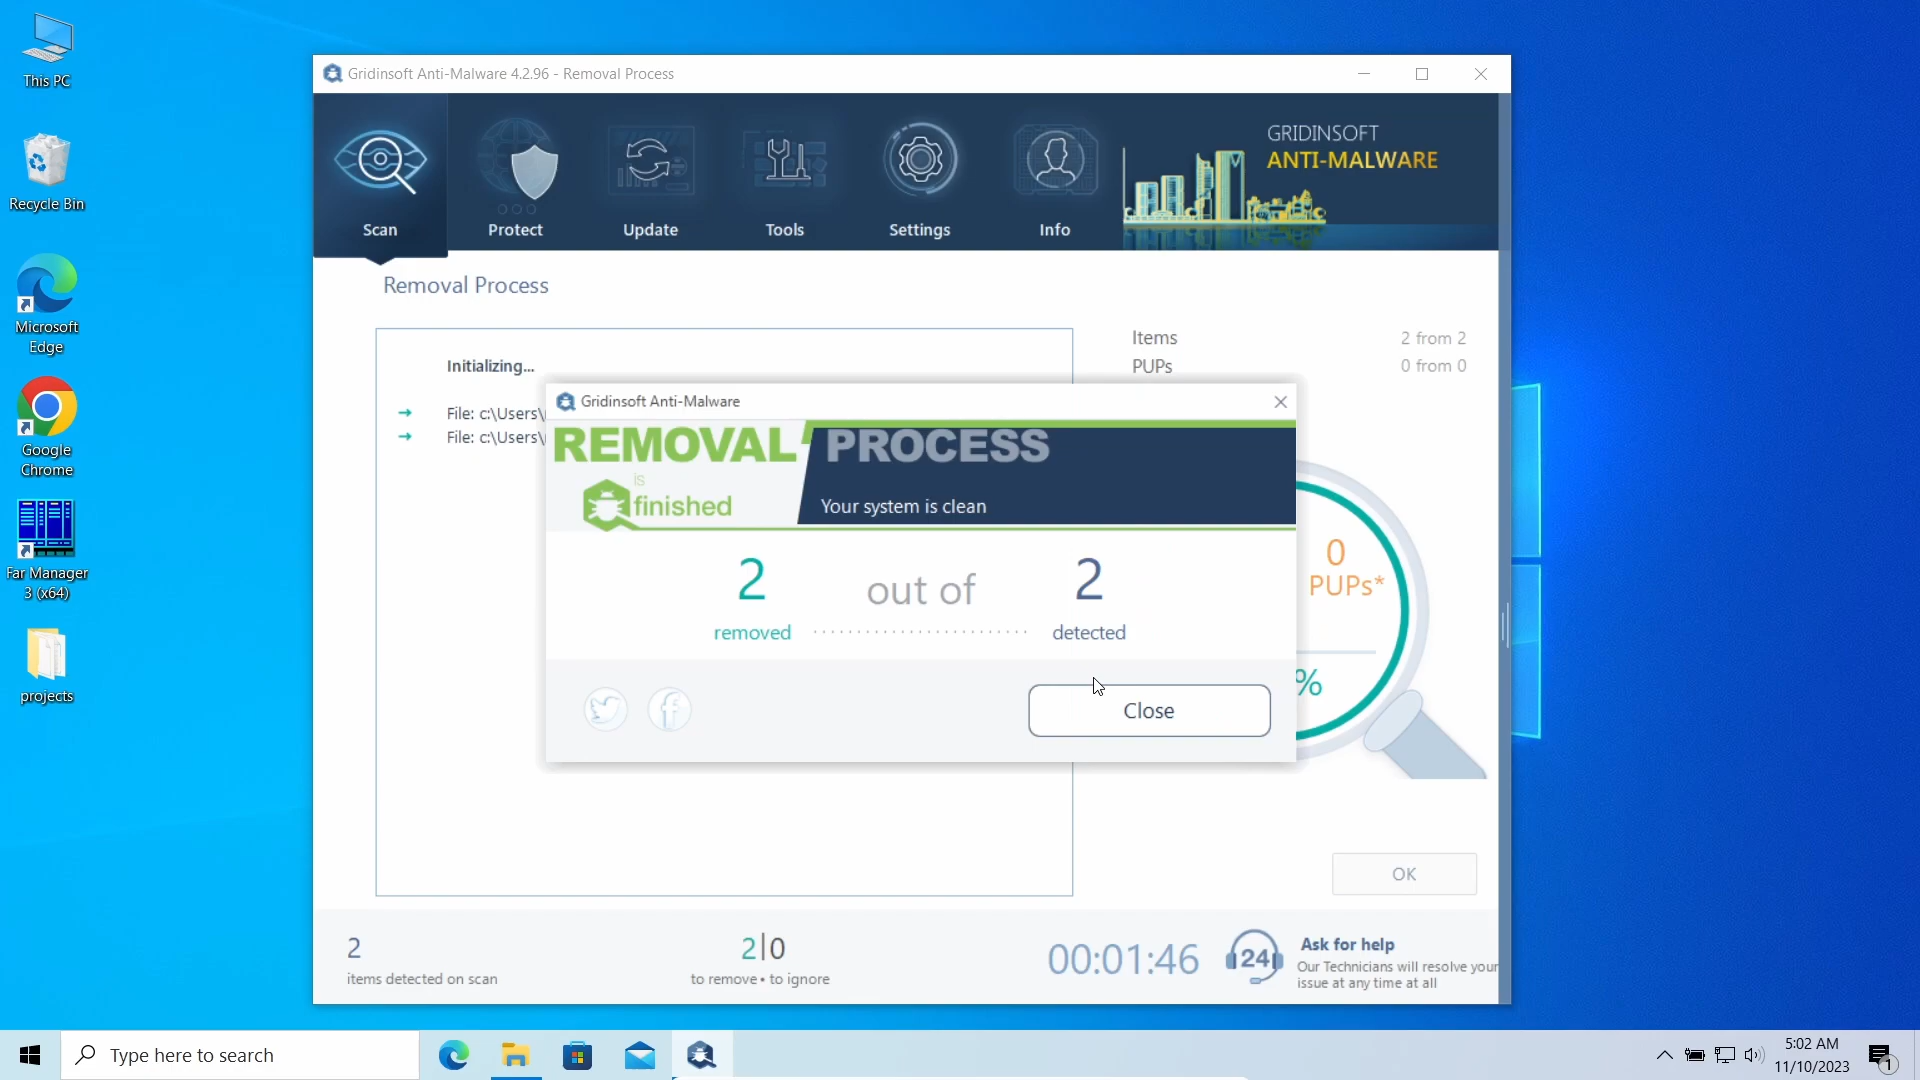 This PC
Recycle Bin
Microsoft
Edge
Google
Chrome
Far Manager
3 (x64)
projects
Gridinsoft Anti-Malware 4.2.96 - Removal Process
Scan
Protect
Update
Tools
Settings
Info
GRIDINSOFT
ANTI-MALWARE
Removal Process
Initializing...
File: c:\Users\
File: c:\Users\
Items 2 from 2
PUPs 0 from 0
Gridinsoft Anti-Malware
REMOVAL PROCESS
is
finished
Your system is clean
2 out of 2
removed detected
Close
0
PUPs*
%
OK
2
items detected on scan
2|0
to remove • to ignore
00:01:46
24
Ask for help
Our Technicians will resolve your
issue at any time at all
Type here to search
5:02 AM
11/10/2023
1